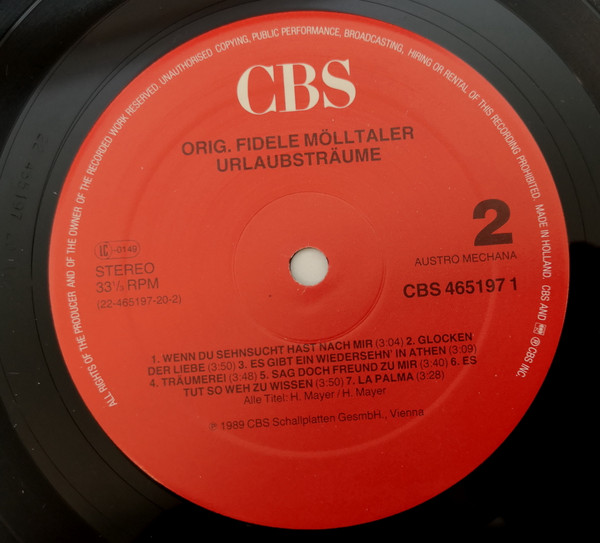 ALL RIGHTS OF THE PRODUCER AND OF THE OWNER OF THE RECORDED WORK RESERVED. UNAUTHORISED COPYING, PUBLIC PERFORMANCE, BROADCASTING, HIRING OR RENTAL OF THIS RECORDING PROHIBITED. MADE IN HOLLAND. CBS AND ® CBS INC.
CBS
ORIG. FIDELE MÖLLTALER
URLAUBSTRÄUME
2
LC-0149
STEREO
33⅓ RPM
(22-465197-20-2)
AUSTRO MECHANA
CBS 465197 1
1. WENN DU SEHNSUCHT HAST NACH MIR (3:04) 2. GLOCKEN
DER LIEBE (3:50) 3. ES GIBT EIN WIEDERSEHN' IN ATHEN (3:09)
4. TRÄUMEREI (3:48) 5. SAG DOCH FREUND ZU MIR (3:40) 6. ES
TUT SO WEH ZU WISSEN (3:50) 7. LA PALMA (3:28)
Alle Titel: H. Mayer / H. Mayer
℗ 1989 CBS Schallplatten GesmbH., Vienna